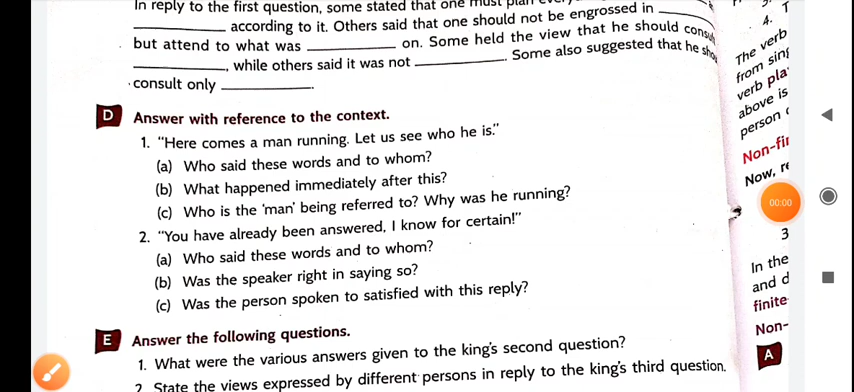 In reply to the first question, some stated that one must plan
____________ according to it. Others said that one should not be engrossed in
but attend to what was ____________ on. Some held the view that he should
____________, while others said it was not ____________. Some also suggested that he
consult only ____________.
D Answer with reference to the context.
1. "Here comes a man running. Let us see who he is."
(a) Who said these words and to whom?
(b) What happened immediately after this?
(c) Who is the 'man' being referred to? Why was he running?
2. "You have already been answered, I know for certain!"
(a) Who said these words and to whom?
(b) Was the speaker right in saying so?
(c) Was the person spoken to satisfied with this reply?
E Answer the following questions.
1. What were the various answers given to the king's second question?
2. State the views expressed by different persons in reply to the king's third question.
4.
The verb
from
verb
above is
person
Now,
00:00
3
In the
and
finite
A